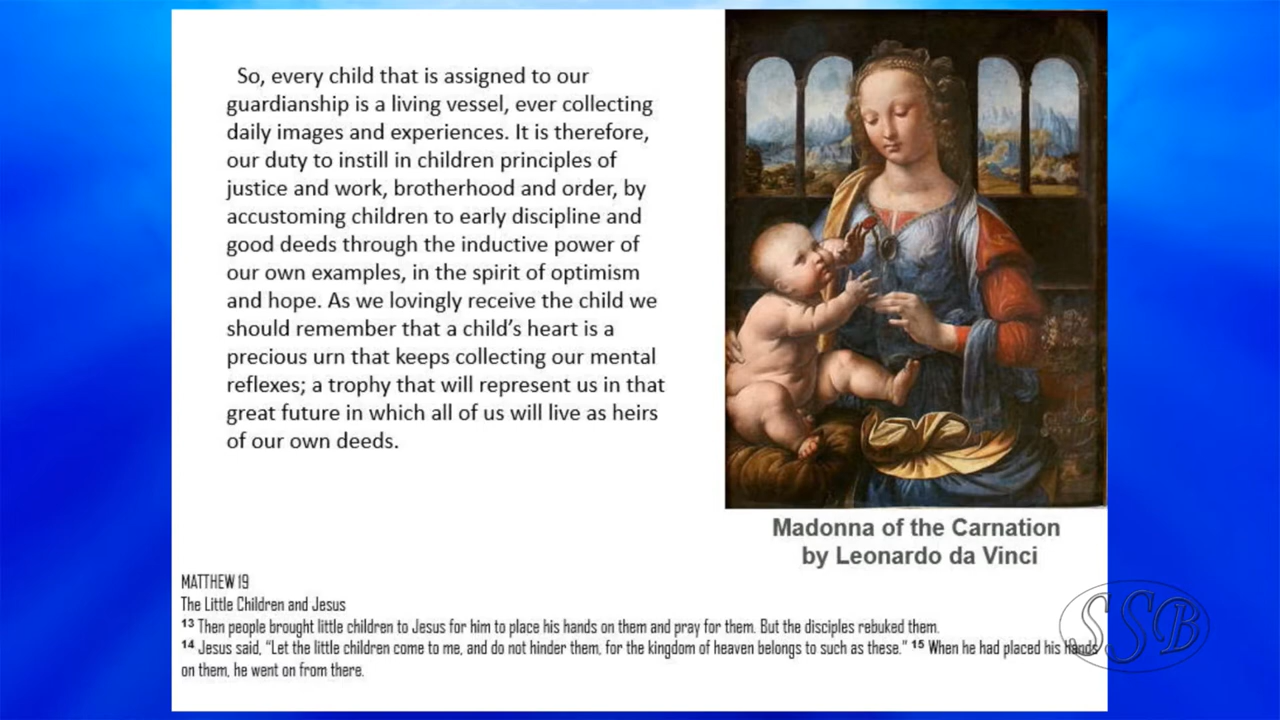 So, every child that is assigned to our
guardianship is a living vessel, ever collecting
daily images and experiences. It is therefore,
our duty to instill in children principles of
justice and work, brotherhood and order, by
accustoming children to early discipline and
good deeds through the inductive power of
our own examples, in the spirit of optimism
and hope. As we lovingly receive the child we
should remember that a child's heart is a
precious urn that keeps collecting our mental
reflexes; a trophy that will represent us in that
great future in which all of us will live as heirs
of our own deeds.
Madonna of the Carnation
by Leonardo da Vinci
MATTHEW 19
The Little Children and Jesus
13 Then people brought little children to Jesus for him to place his hands on them and pray for them. But the disciples rebuked them.
14 Jesus said, "Let the little children come to me, and do not hinder them, for the kingdom of heaven belongs to such as these." 15 When he had placed his hands
on them, he went on from there.
SSB